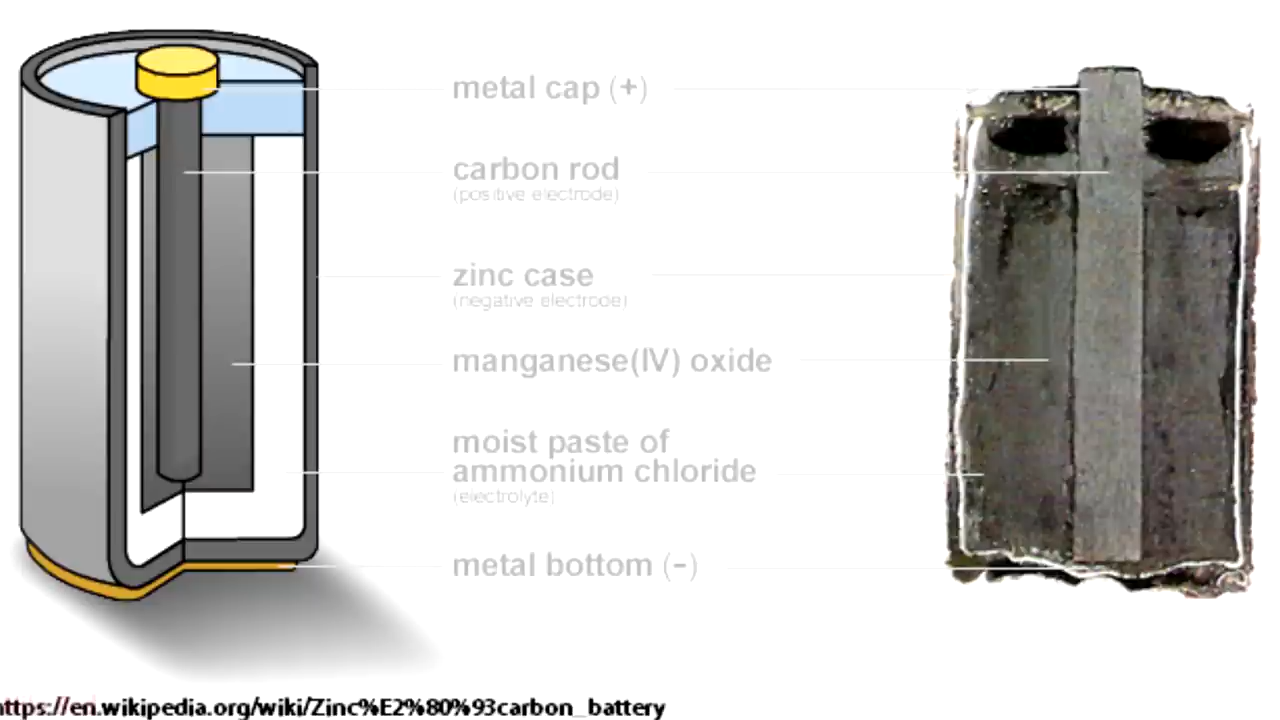 metal cap (+)
carbon rod
(positive electrode)
zinc case
(negative electrode)
manganese(IV) oxide
moist paste of
ammonium chloride
(electrolyte)
metal bottom (−)
https://en.wikipedia.org/wiki/Zinc%E2%80%93carbon_battery